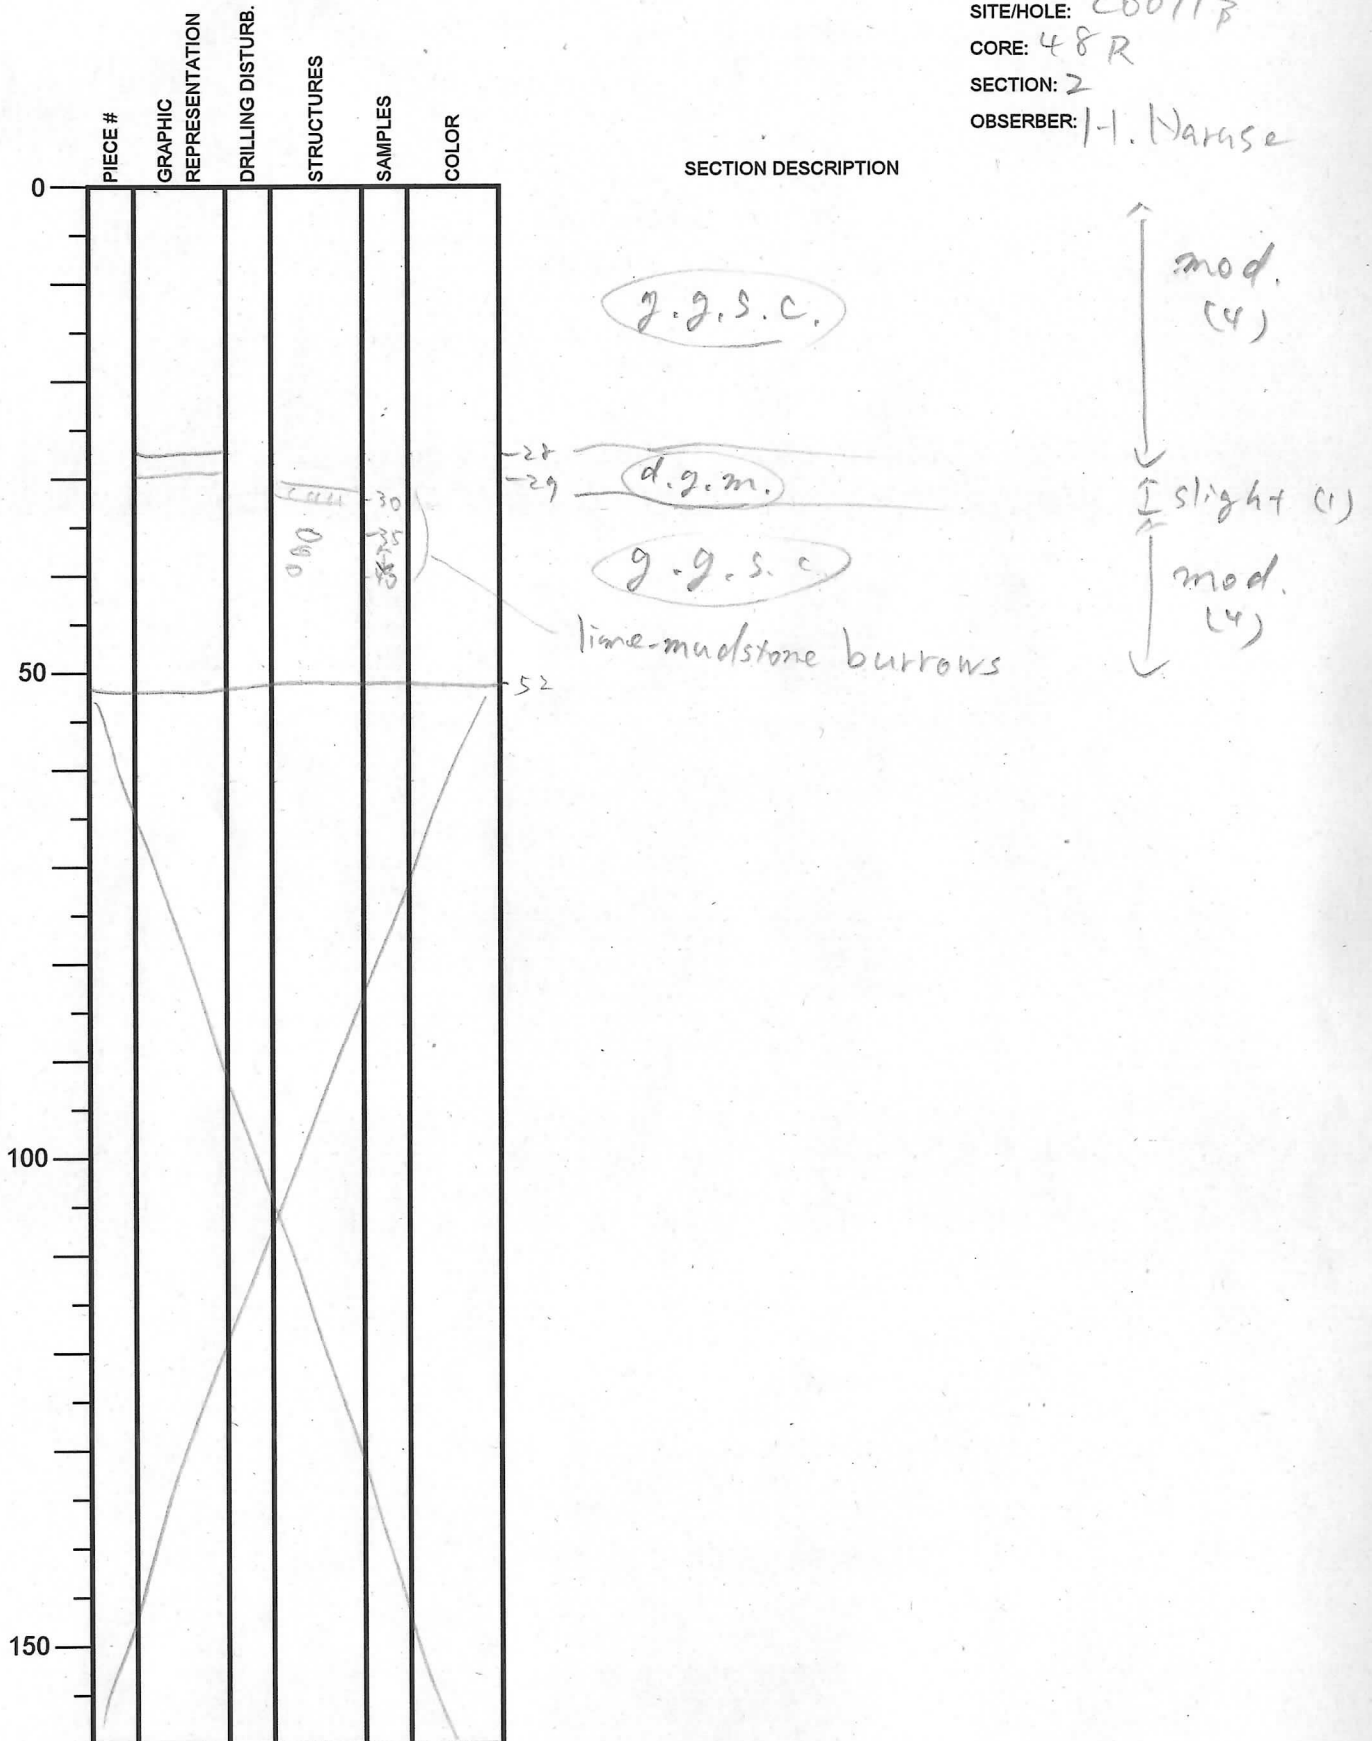 SITE/HOLE: C0011B
CORE: 48R
SECTION: 2
OBSERBER: H. Naruse
PIECE #
GRAPHIC
REPRESENTATION
DRILLING DISTURB.
STRUCTURES
SAMPLES
COLOR
SECTION DESCRIPTION
0
mod.
(4)
g.g.s.c.
-28
-29
d.g.m.
-30
slight (1)
g.g.s.c
mod.
(4)
lime-mudstone burrows
50
-52
100
150